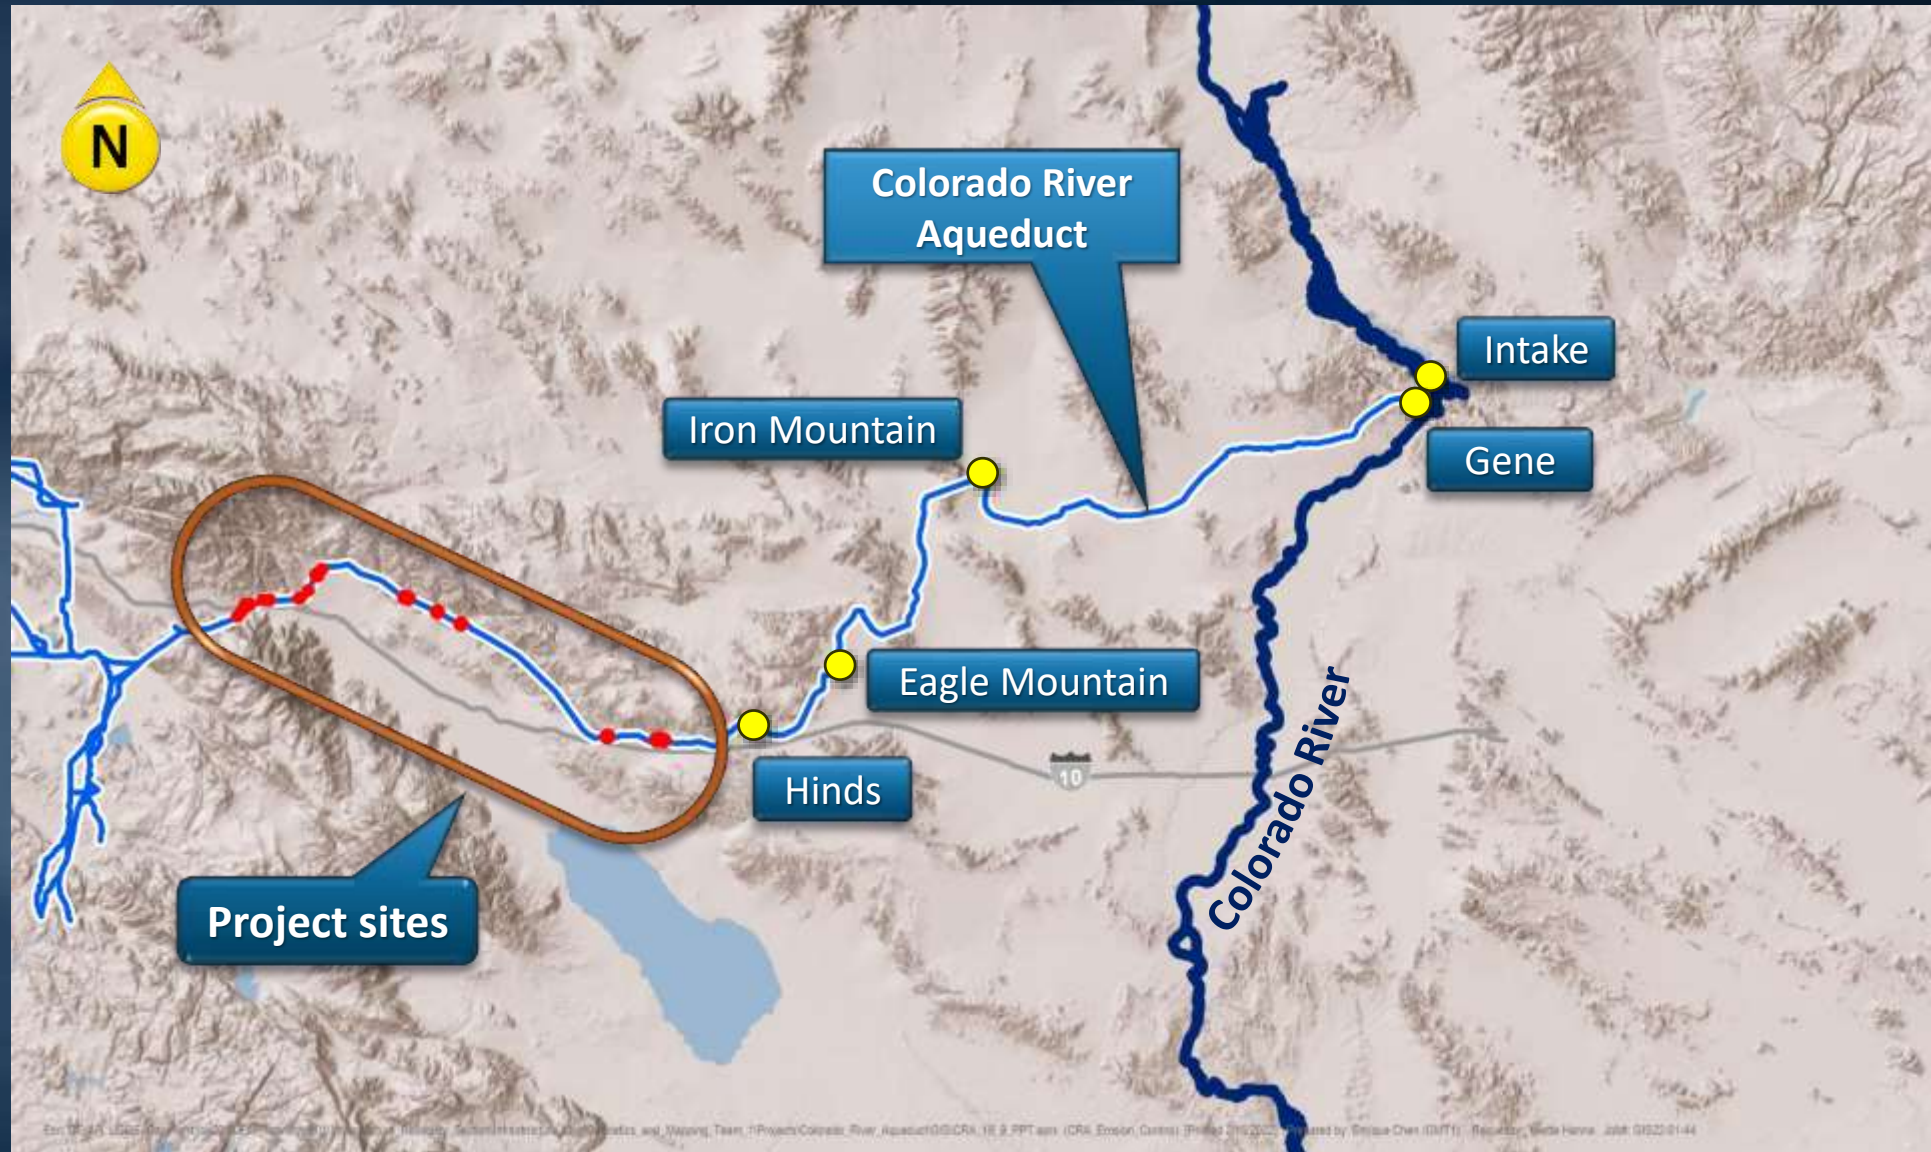 N
Colorado River
Aqueduct
Intake
Iron Mountain
Gene
Eagle Mountain
Hinds
10
Colorado River
Project sites